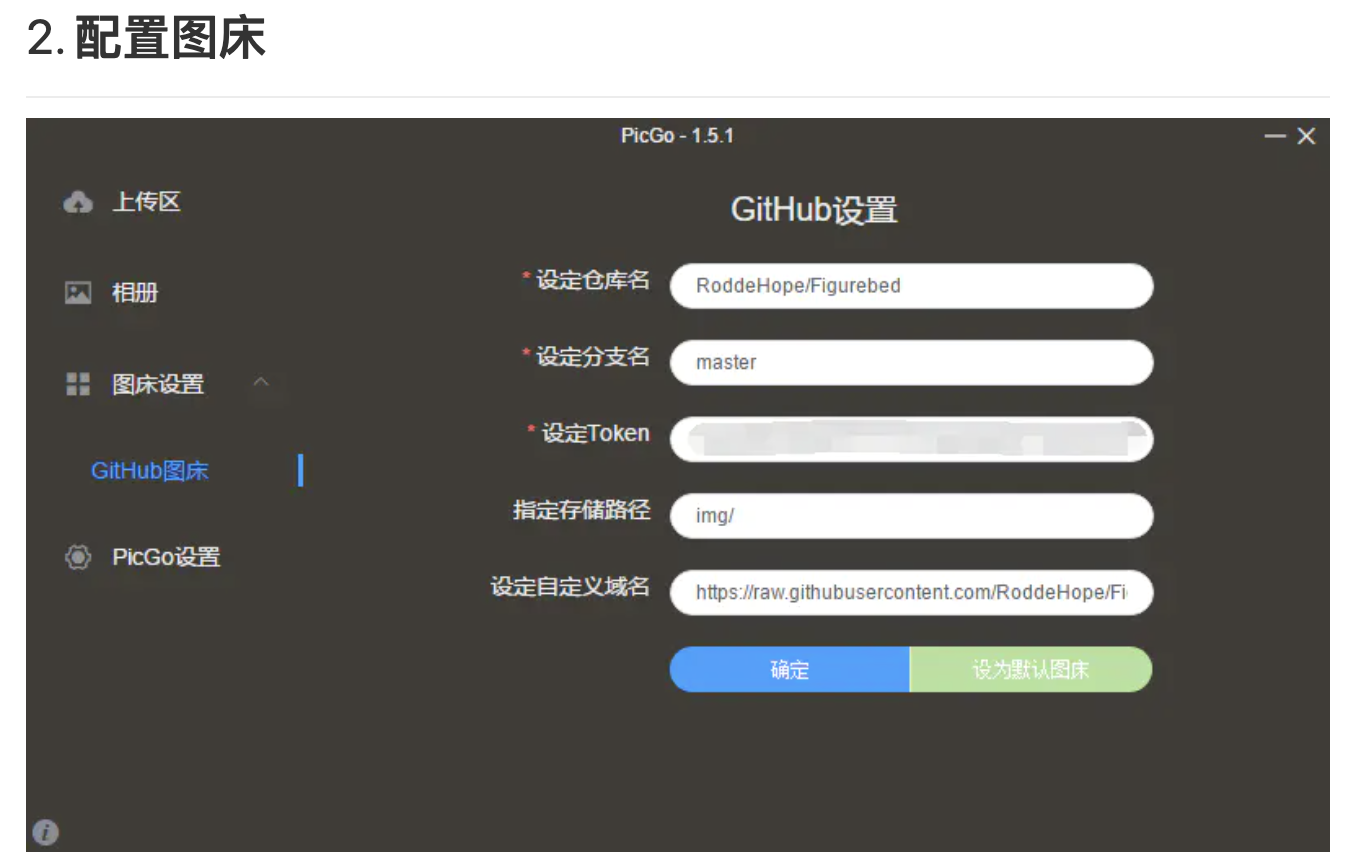 2. 配置图床
PicGo - 1.5.1
上传区
相册
图床设置
GitHub图床
PicGo设置
GitHub设置
* 设定仓库名
RoddeHope/Figurebed
* 设定分支名
master
* 设定Token
指定存储路径
img/
设定自定义域名
https://raw.githubusercontent.com/RoddeHope/Fi
确定
设为默认图床